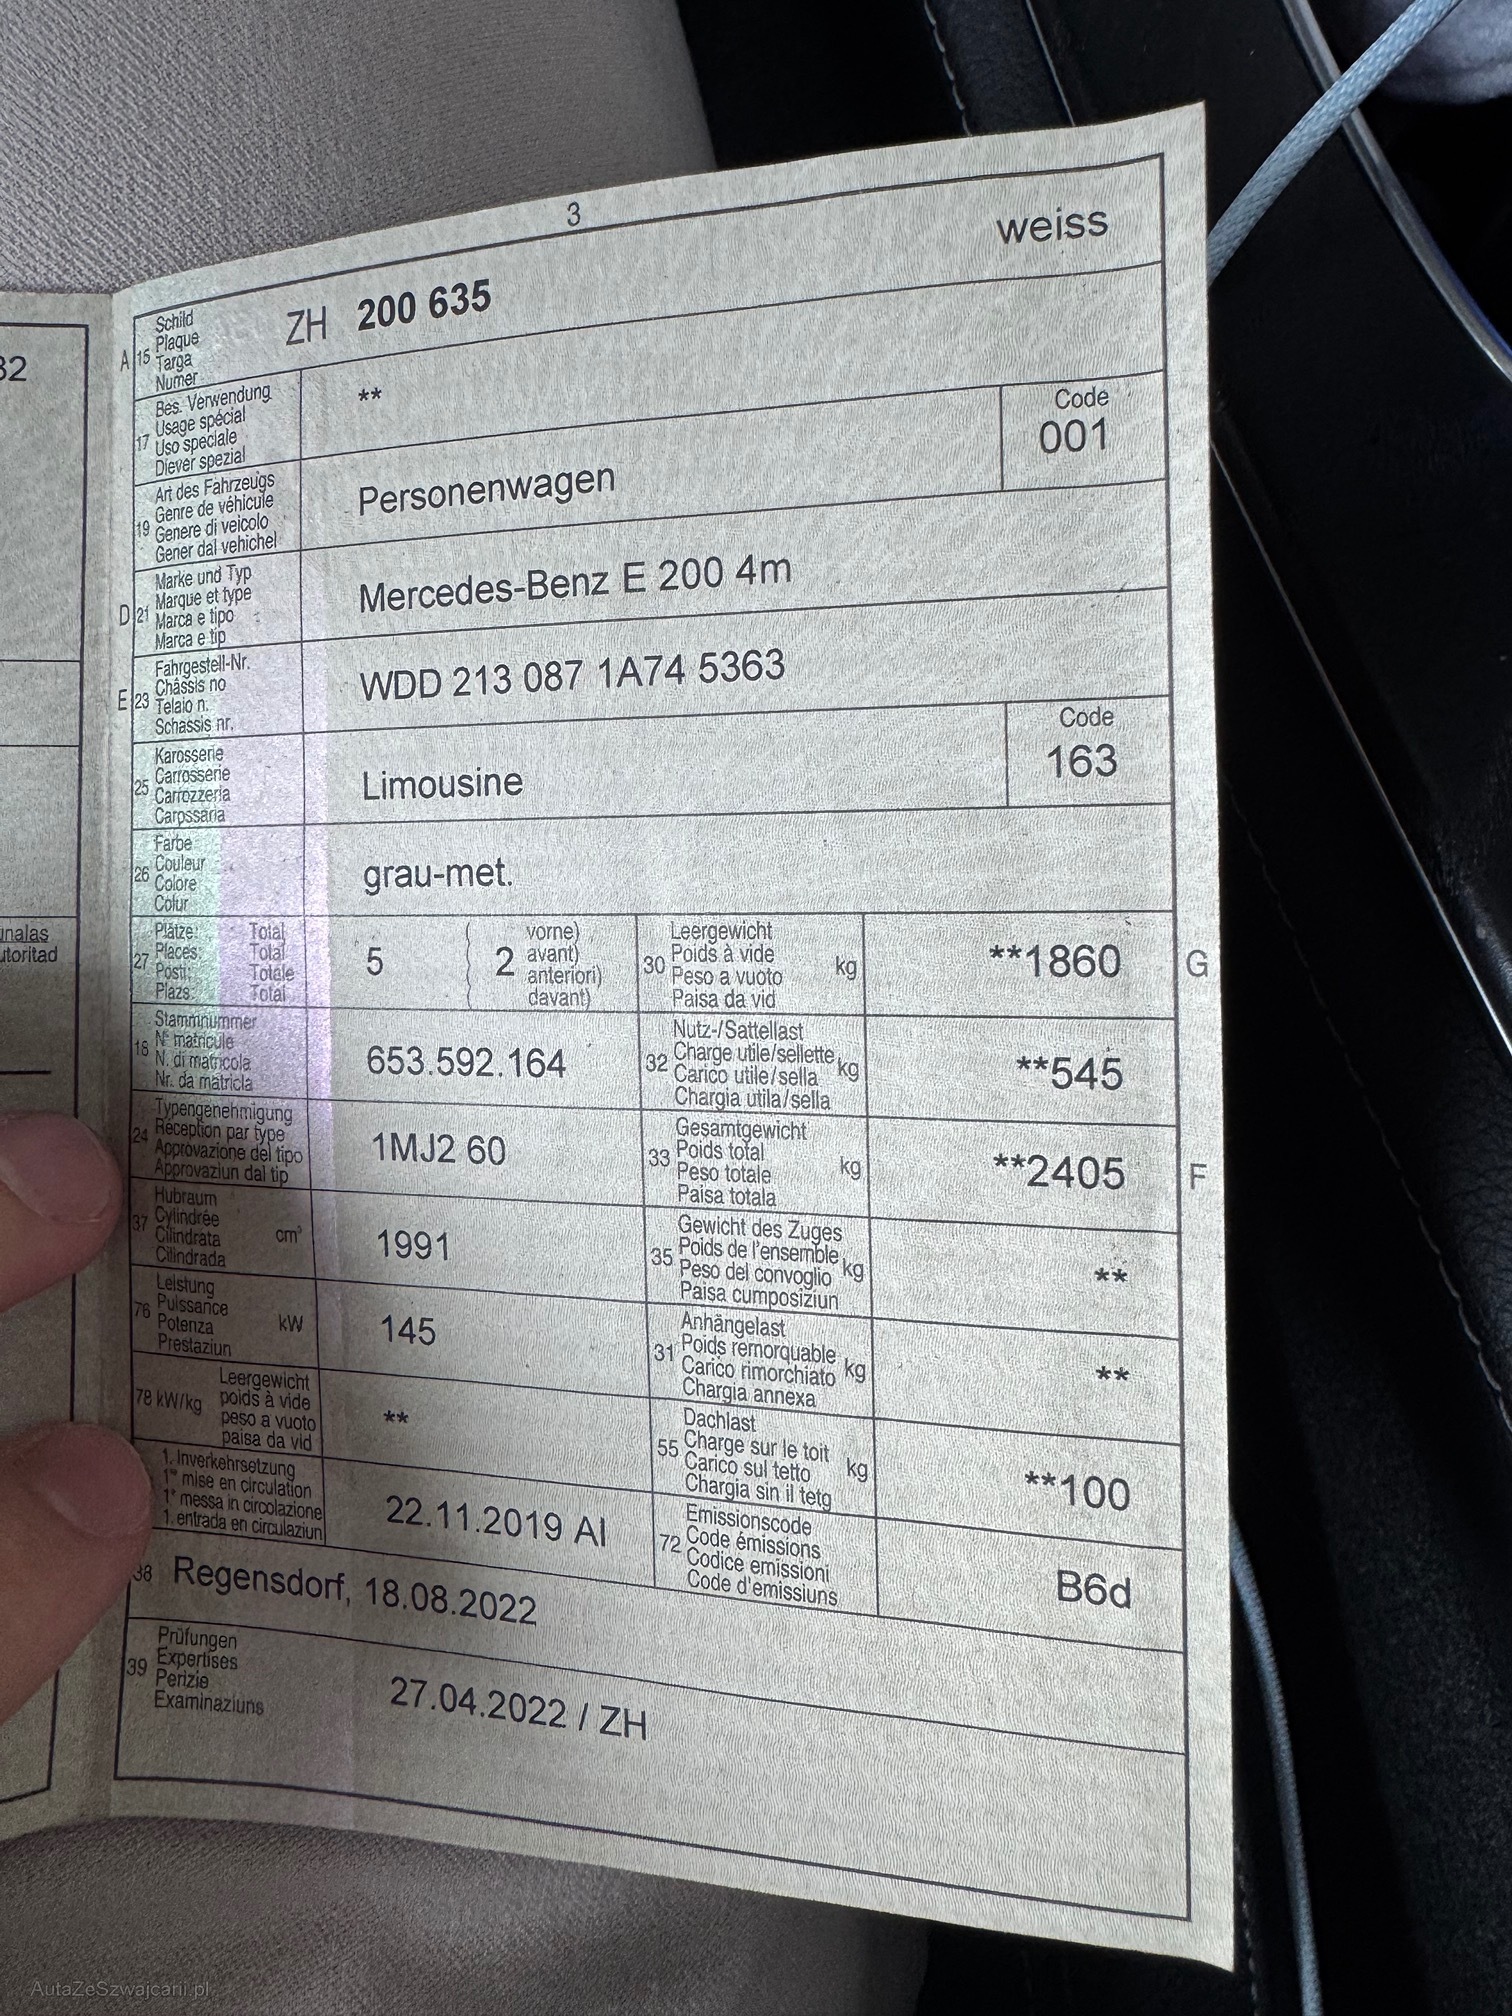 3
A 15 Schild
Plaque
Targa
Numer
ZH 200 635
weiss
17 Bes. Verwendung
Usage spécial
Uso speciale
Diever spezial
**
19 Art des Fahrzeugs
Genre de véhicule
Genere di veicolo
Gener dal vehichel
Personenwagen
Code
001
D 21 Marke und Typ
Marque et type
Marca e tipo
Marca e tip
Mercedes-Benz E 200 4m
E 23 Fahrgestell-Nr.
Châssis no
Telaio n.
Schassis nr.
WDD 213 087 1A74 5363
25 Karosserie
Carrosserie
Carrozzeria
Carossaria
Limousine
Code
163
26 Farbe
Couleur
Colore
Colur
grau-met.
27 Plätze: Total
Places: Total
Posti: Totale
Plazs: Total
5
( 2 vorne)
avant)
anteriori)
davant)
30 Leergewicht
Poids à vide
Peso a vuoto
Paisa da vid
kg
**1860
G
18 Stammnummer
N° matricule
N. di matricola
Nr. da matricla
653.592.164
32 Nutz-/Sattellast
Charge utile/sellette
Carico utile/sella
Chargia utila/sella
kg
**545
24 Typengenehmigung
Réception par type
Approvazione del tipo
Approvaziun dal tip
1MJ2 60
33 Gesamtgewicht
Poids total
Peso totale
Paisa totala
kg
**2405
F
37 Hubraum
Cylindrée
Cilindrata
Cilindrada
cm³
1991
35 Gewicht des Zuges
Poids de l'ensemble
Peso del convoglio
Paisa cumposiziun
kg
**
76 Leistung
Puissance
Potenza
Prestaziun
kW
145
31 Anhängelast
Poids remorquable
Carico rimorchiato
Chargia annexa
kg
**
78 kW/kg Leergewicht
poids à vide
peso a vuoto
paisa da vid
**
55 Dachlast
Charge sur le toit
Carico sul tetto
Chargia sin il tetg
kg
**100
1. Inverkehrsetzung
1re mise en circulation
1a messa in circolazione
1. entrada en circulaziun
22.11.2019 AI
72 Emissionscode
Code émissions
Codice emissioni
Code d'emissiuns
B6d
38 Regensdorf, 18.08.2022
39 Prüfungen
Expertises
Perizie
Examinaziuns
27.04.2022 / ZH
AutaZeSzwajcarii.pl